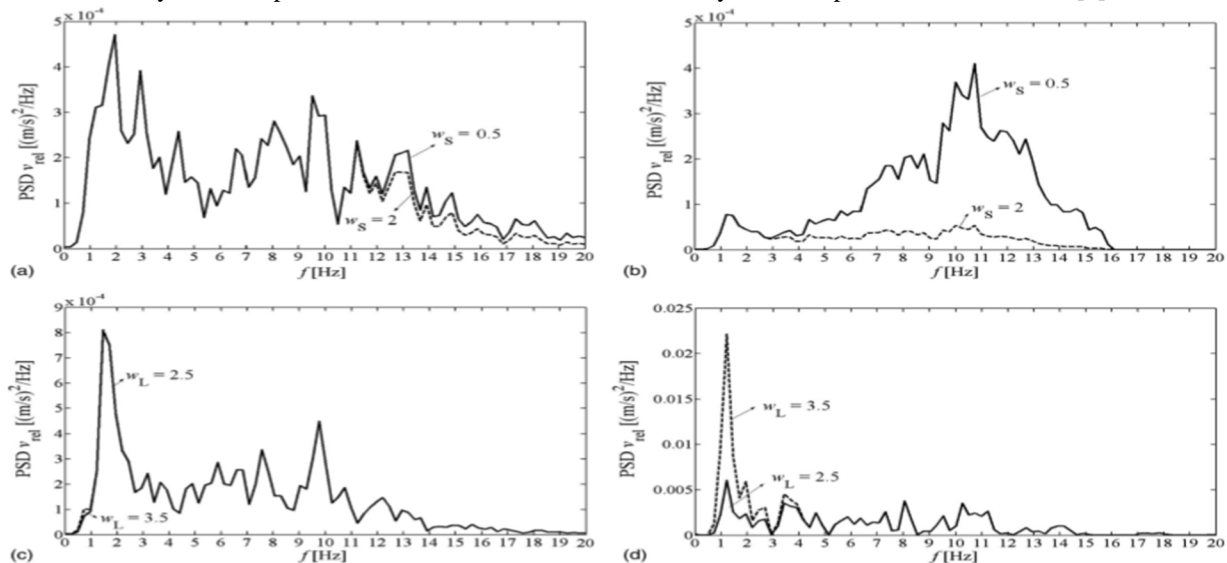 5 × 10⁻⁴
4
3
2
1
0
PSD v_rel [(m/s)²/Hz]
w_S = 0.5
w_S = 2
0 1 2 3 4 5 6 7 8 9 10 11 12 13 14 15 16 17 18 19 20
(a)
f [Hz]
5 × 10⁻⁴
4
3
2
1
0
PSD v_rel [(m/s)²/Hz]
w_S = 0.5
w_S = 2
0 1 2 3 4 5 6 7 8 9 10 11 12 13 14 15 16 17 18 19 20
(b)
f [Hz]
9 × 10⁻⁴
8
7
6
5
4
3
2
1
0
PSD v_rel [(m/s)²/Hz]
w_L = 2.5
w_L = 3.5
0 1 2 3 4 5 6 7 8 9 10 11 12 13 14 15 16 17 18 19 20
(c)
f [Hz]
0.025
0.02
0.015
0.01
0.005
0
PSD v_rel [(m/s)²/Hz]
w_L = 3.5
w_L = 2.5
0 1 2 3 4 5 6 7 8 9 10 11 12 13 14 15 16 17 18 19 20
(d)
f [Hz]